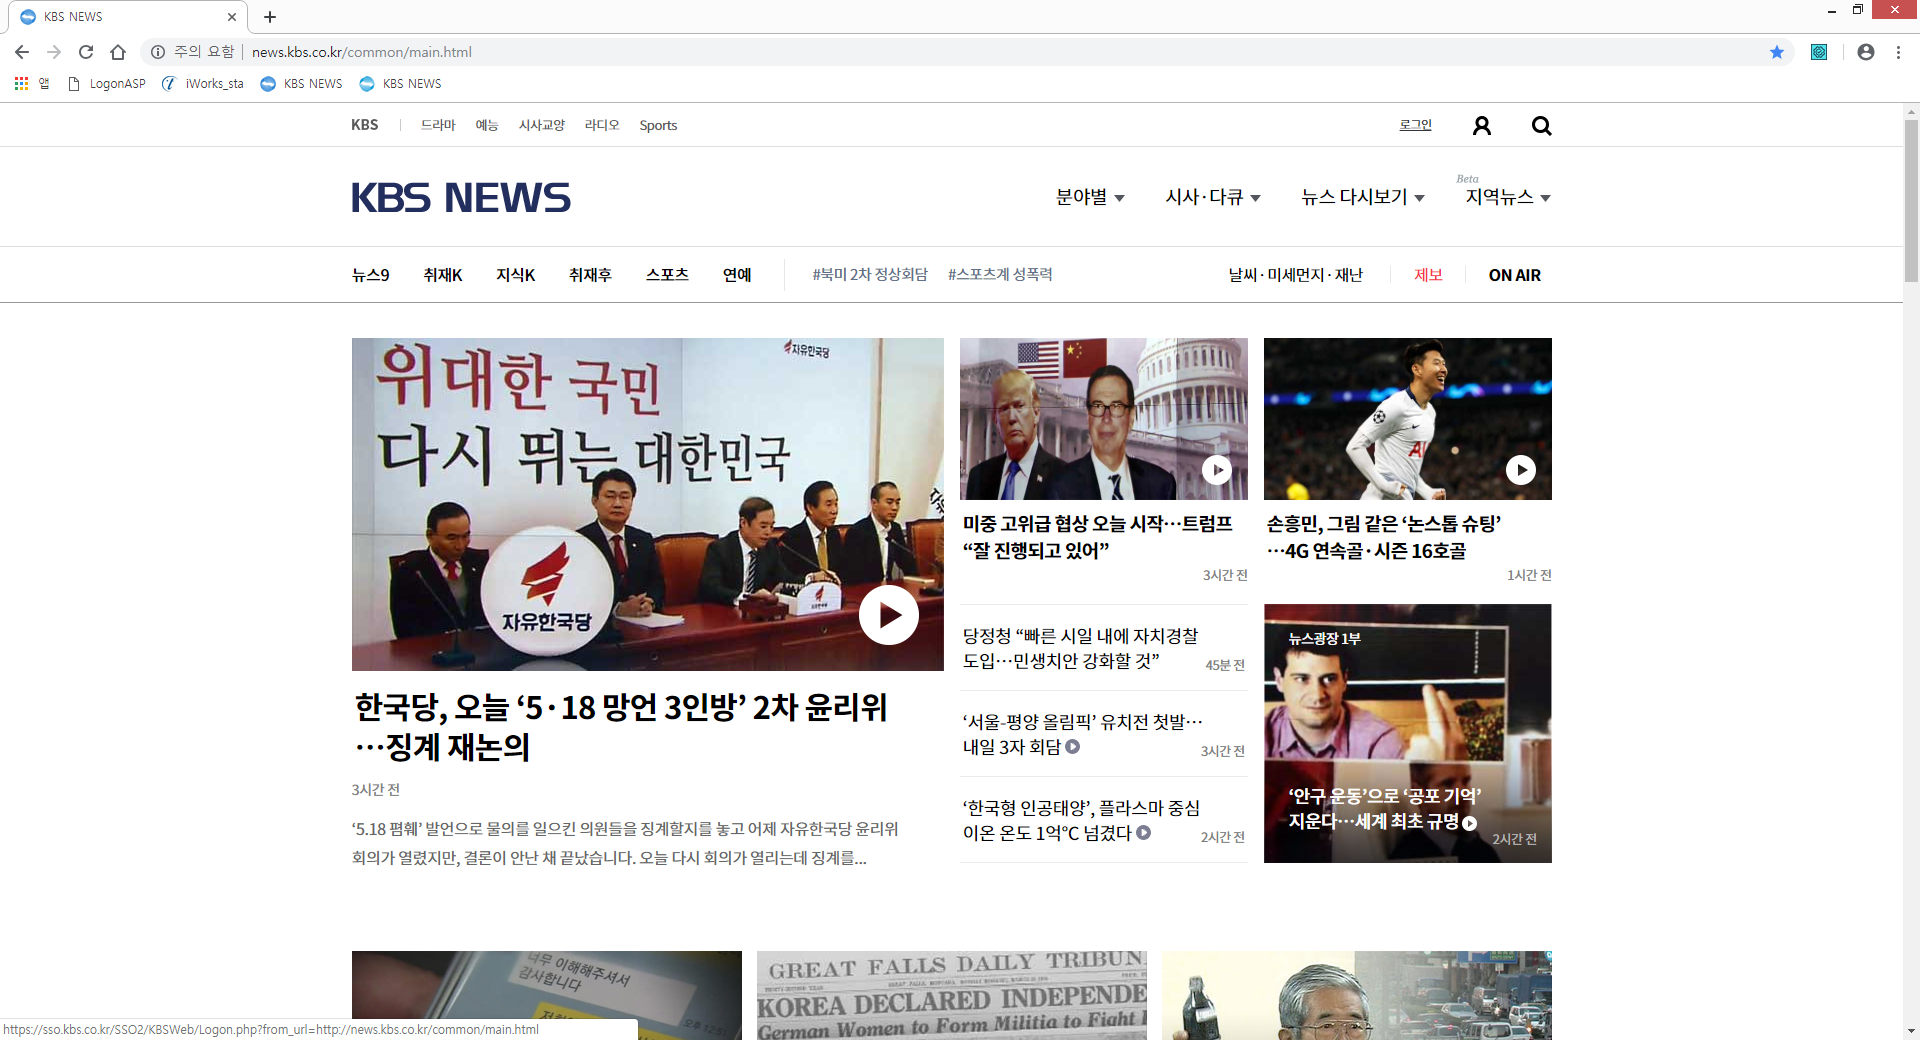 KBS NEWS
주의 요함 news.kbs.co.kr/common/main.html
앱 LogonASP iWorks_sta KBS NEWS KBS NEWS
KBS 드라마 예능 시사교양 라디오 Sports 로그인
KBS NEWS
분야별 시사·다큐 뉴스 다시보기 Beta 지역뉴스
뉴스9 취재K 지식K 취재후 스포츠 연예 #북미 2차 정상회담 #스포츠계 성폭력 날씨·미세먼지·재난 제보 ON AIR
자유한국당
위대한 국민
다시 뛰는 대한민국
자유한국당
한국당, 오늘 ‘5·18 망언 3인방’ 2차 윤리위
…징계 재논의
3시간 전
‘5.18 폄훼’ 발언으로 물의를 일으킨 의원들을 징계할지를 놓고 어제 자유한국당 윤리위
회의가 열렸지만, 결론이 안난 채 끝났습니다. 오늘 다시 회의가 열리는데 징계를...
미중 고위급 협상 오늘 시작…트럼프
“잘 진행되고 있어”
3시간 전
당정청 “빠른 시일 내에 자치경찰
도입…민생치안 강화할 것”
45분 전
‘서울-평양 올림픽’ 유치전 첫발…
내일 3자 회담
3시간 전
‘한국형 인공태양’, 플라스마 중심
이온 온도 1억℃ 넘겼다
2시간 전
AI
손흥민, 그림 같은 ‘논스톱 슈팅’
…4G 연속골·시즌 16호골
1시간 전
뉴스광장 1부
‘안구 운동’으로 ‘공포 기억’
지운다…세계 최초 규명
2시간 전
너무 이해해주셔서
감사합니다
오후 12:51
GREAT FALLS DAILY TRIBUN
KOREA DECLARED INDEPENDE
German Women to Form Militia to Fight
https://sso.kbs.co.kr/SSO2/KBSWeb/Logon.php?from_url=http://news.kbs.co.kr/common/main.html